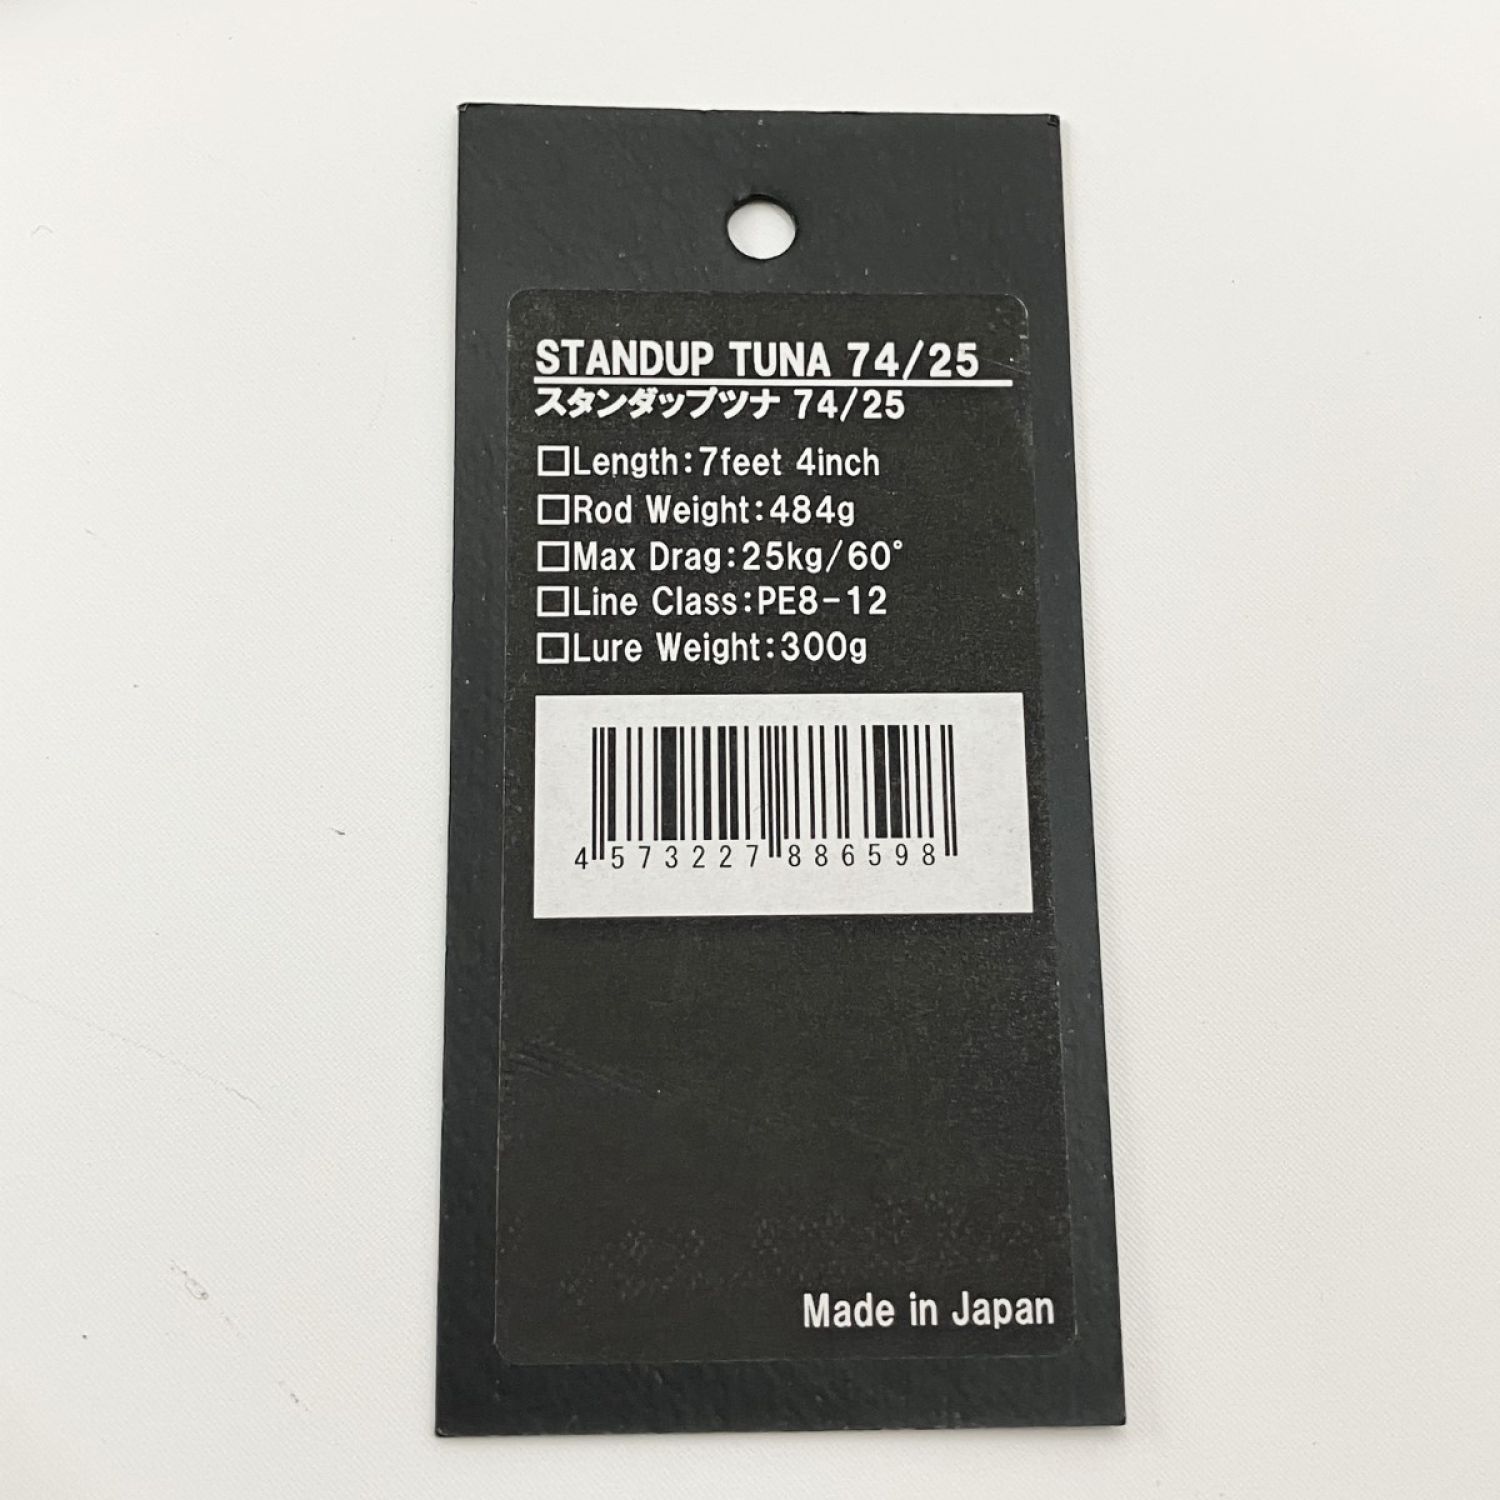 STANDUP TUNA 74/25
スタンダップツナ 74/25
□Length:7feet 4inch
□Rod Weight:484g
□Max Drag:25kg/60°
□Line Class:PE8-12
□Lure Weight:300g
4 573227 886598
Made in Japan